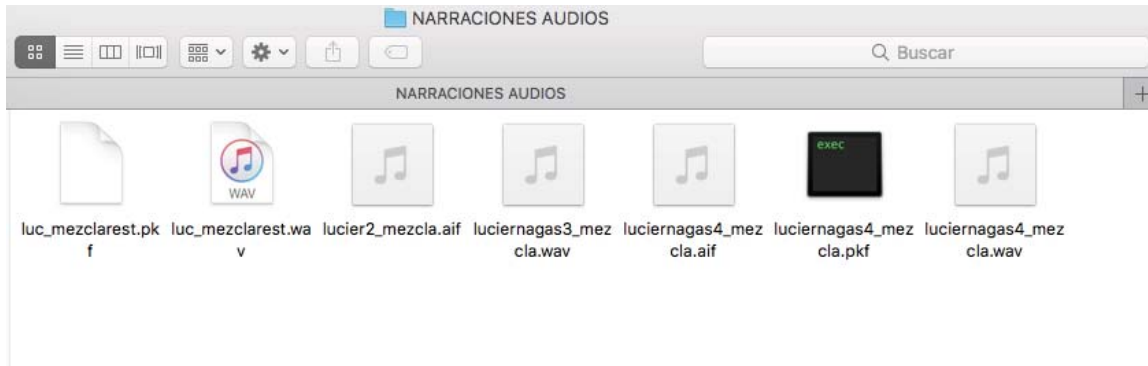 NARRACIONES AUDIOS
Buscar
NARRACIONES AUDIOS
WAV
exec
luc_mezclarest.pk
f
luc_mezclarest.wa
v
lucier2_mezcla.aif
luciernagas3_mez
cla.wav
luciernagas4_mez
cla.aif
luciernagas4_mez
cla.pkf
luciernagas4_mez
cla.wav